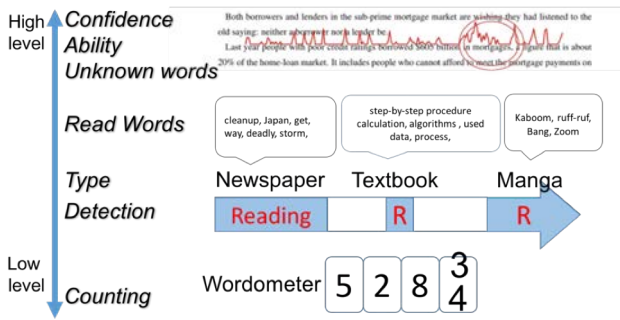 High
level
Confidence
Ability
Unknown words
Both borrowers and lenders in the sub-prime mortgage market are wishing they had listened to the
old saying: neither a borrower nor a lender be.
Last year people with poor credit ratings borrowed $605 billion in mortgages, a figure that is about
20% of the home-loan market. It includes people who cannot afford to meet the mortgage payments on
Read Words
cleanup, Japan, get,
way, deadly, storm,
step-by-step procedure
calculation, algorithms , used
data, process,
Kaboom, ruff-ruf,
Bang, Zoom
Type
Newspaper
Textbook
Manga
Detection
Reading
R
R
Low
level
Counting
Wordometer
5 2 8 3
4